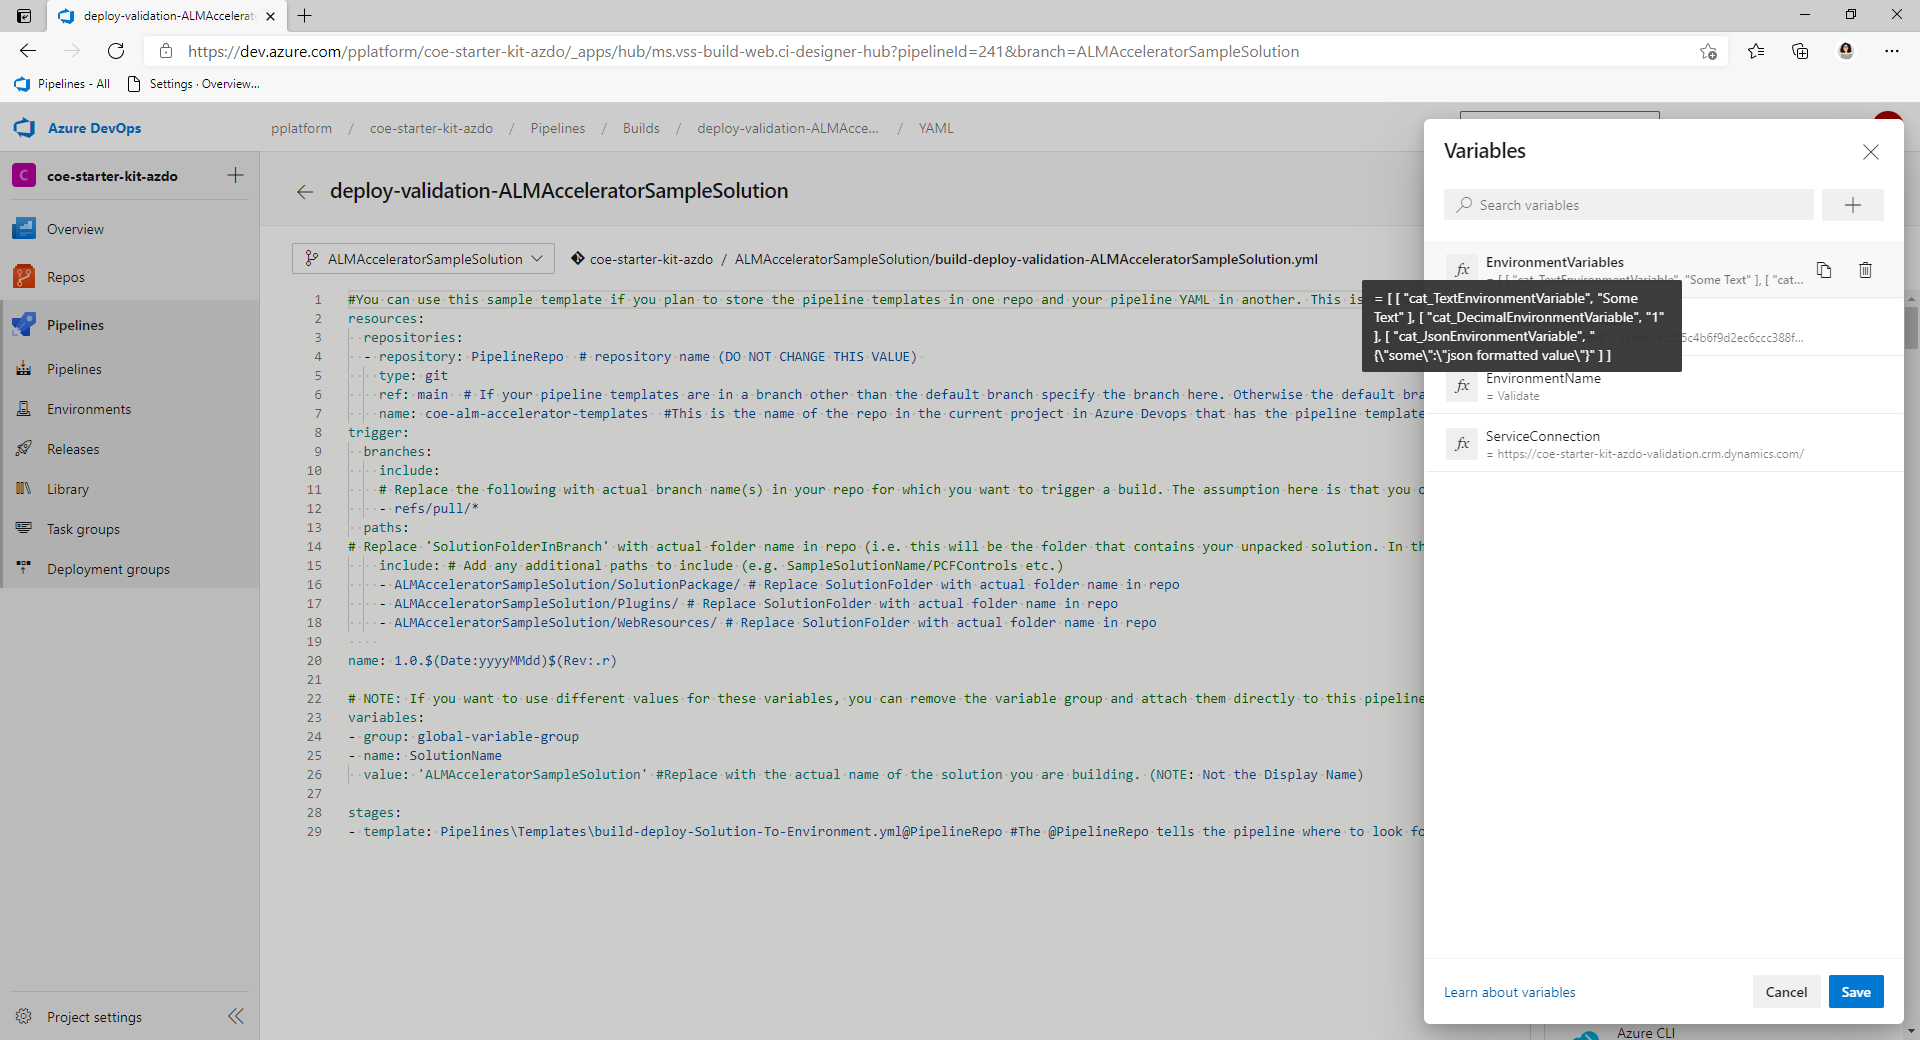 deploy-validation-ALMAccelerat
https://dev.azure.com/pplatform/coe-starter-kit-azdo/_apps/hub/ms.vss-build-web.ci-designer-hub?pipelineId=241&branch=ALMAcceleratorSampleSolution
Pipelines - All
Settings · Overview...
Azure DevOps
pplatform / coe-starter-kit-azdo / Pipelines / Builds / deploy-validation-ALMAcce... / YAML
C coe-starter-kit-azdo
Overview
Repos
Pipelines
Pipelines
Environments
Releases
Library
Task groups
Deployment groups
Project settings
deploy-validation-ALMAcceleratorSampleSolution
ALMAcceleratorSampleSolution
coe-starter-kit-azdo / ALMAcceleratorSampleSolution/build-deploy-validation-ALMAcceleratorSampleSolution.yml
1 #You can use this sample template if you plan to store the pipeline templates in one repo and your pipeline YAML in another. This is
2 resources:
3 repositories:
4 - repository: PipelineRepo # repository name (DO NOT CHANGE THIS VALUE)
5 type: git
6 ref: main # If your pipeline templates are in a branch other than the default branch specify the branch here. Otherwise the default bra
7 name: coe-alm-accelerator-templates #This is the name of the repo in the current project in Azure Devops that has the pipeline template
8 trigger:
9 branches:
10 include:
11 # Replace the following with actual branch name(s) in your repo for which you want to trigger a build. The assumption here is that you c
12 - refs/pull/*
13 paths:
14 # Replace 'SolutionFolderInBranch' with actual folder name in repo (i.e. this will be the folder that contains your unpacked solution. In th
15 include: # Add any additional paths to include (e.g. SampleSolutionName/PCFControls etc.)
16 - ALMAcceleratorSampleSolution/SolutionPackage/ # Replace SolutionFolder with actual folder name in repo
17 - ALMAcceleratorSampleSolution/Plugins/ # Replace SolutionFolder with actual folder name in repo
18 - ALMAcceleratorSampleSolution/WebResources/ # Replace SolutionFolder with actual folder name in repo
19
20 name: 1.0.$(Date:yyyyMMdd)$(Rev:.r)
21
22 # NOTE: If you want to use different values for these variables, you can remove the variable group and attach them directly to this pipeline
23 variables:
24 - group: global-variable-group
25 - name: SolutionName
26 value: 'ALMAcceleratorSampleSolution' #Replace with the actual name of the solution you are building. (NOTE: Not the Display Name)
27
28 stages:
29 - template: Pipelines\Templates\build-deploy-Solution-To-Environment.yml@PipelineRepo #The @PipelineRepo tells the pipeline where to look fo
Variables
Search variables
fx EnvironmentVariables
= [ [ "cat_TextEnvironmentVariable", "Some Text" ], [ "cat...
= [ [ "cat_TextEnvironmentVariable", "Some
Text" ], [ "cat_DecimalEnvironmentVariable", "1"
], [ "cat_JsonEnvironmentVariable", "
{\"some\":\"json formatted value\"}" ] ]
5c4b6f9d2ec6ccc388f...
fx EnvironmentName
= Validate
fx ServiceConnection
= https://coe-starter-kit-azdo-validation.crm.dynamics.com/
Learn about variables
Cancel
Save
Azure CLI